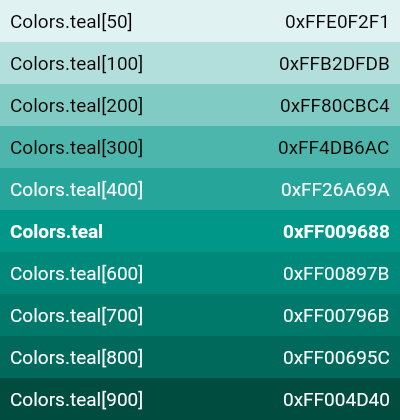 Colors.teal[50] 0xFFE0F2F1
Colors.teal[100] 0xFFB2DFDB
Colors.teal[200] 0xFF80CBC4
Colors.teal[300] 0xFF4DB6AC
Colors.teal[400] 0xFF26A69A
Colors.teal 0xFF009688
Colors.teal[600] 0xFF00897B
Colors.teal[700] 0xFF00796B
Colors.teal[800] 0xFF00695C
Colors.teal[900] 0xFF004D40